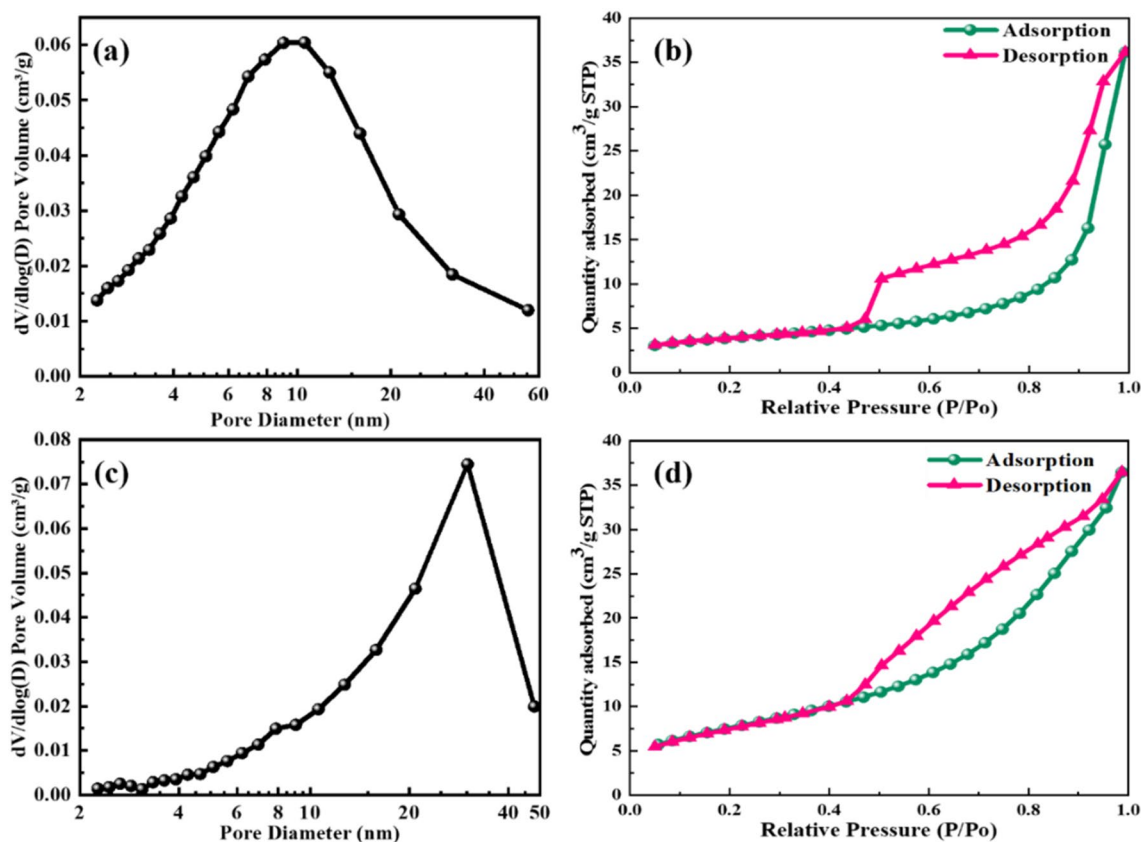 (a)
dV/dlog(D) Pore Volume (cm³/g)
0.06
0.05
0.04
0.03
0.02
0.01
0.00
2 4 6 8 10 20 40 60
Pore Diameter (nm)
(b)
Adsorption
Desorption
Quantity adsorbed (cm³/g STP)
40
35
30
25
20
15
10
5
0
0.0 0.2 0.4 0.6 0.8 1.0
Relative Pressure (P/Po)
(c)
dV/dlog(D) Pore Volume (cm³/g)
0.08
0.07
0.06
0.05
0.04
0.03
0.02
0.01
0.00
2 4 6 8 10 20 40 50
Pore Diameter (nm)
(d)
Adsorption
Desorption
Quantity adsorbed (cm³/g STP)
40
35
30
25
20
15
10
5
0
0.0 0.2 0.4 0.6 0.8 1.0
Relative Pressure (P/Po)